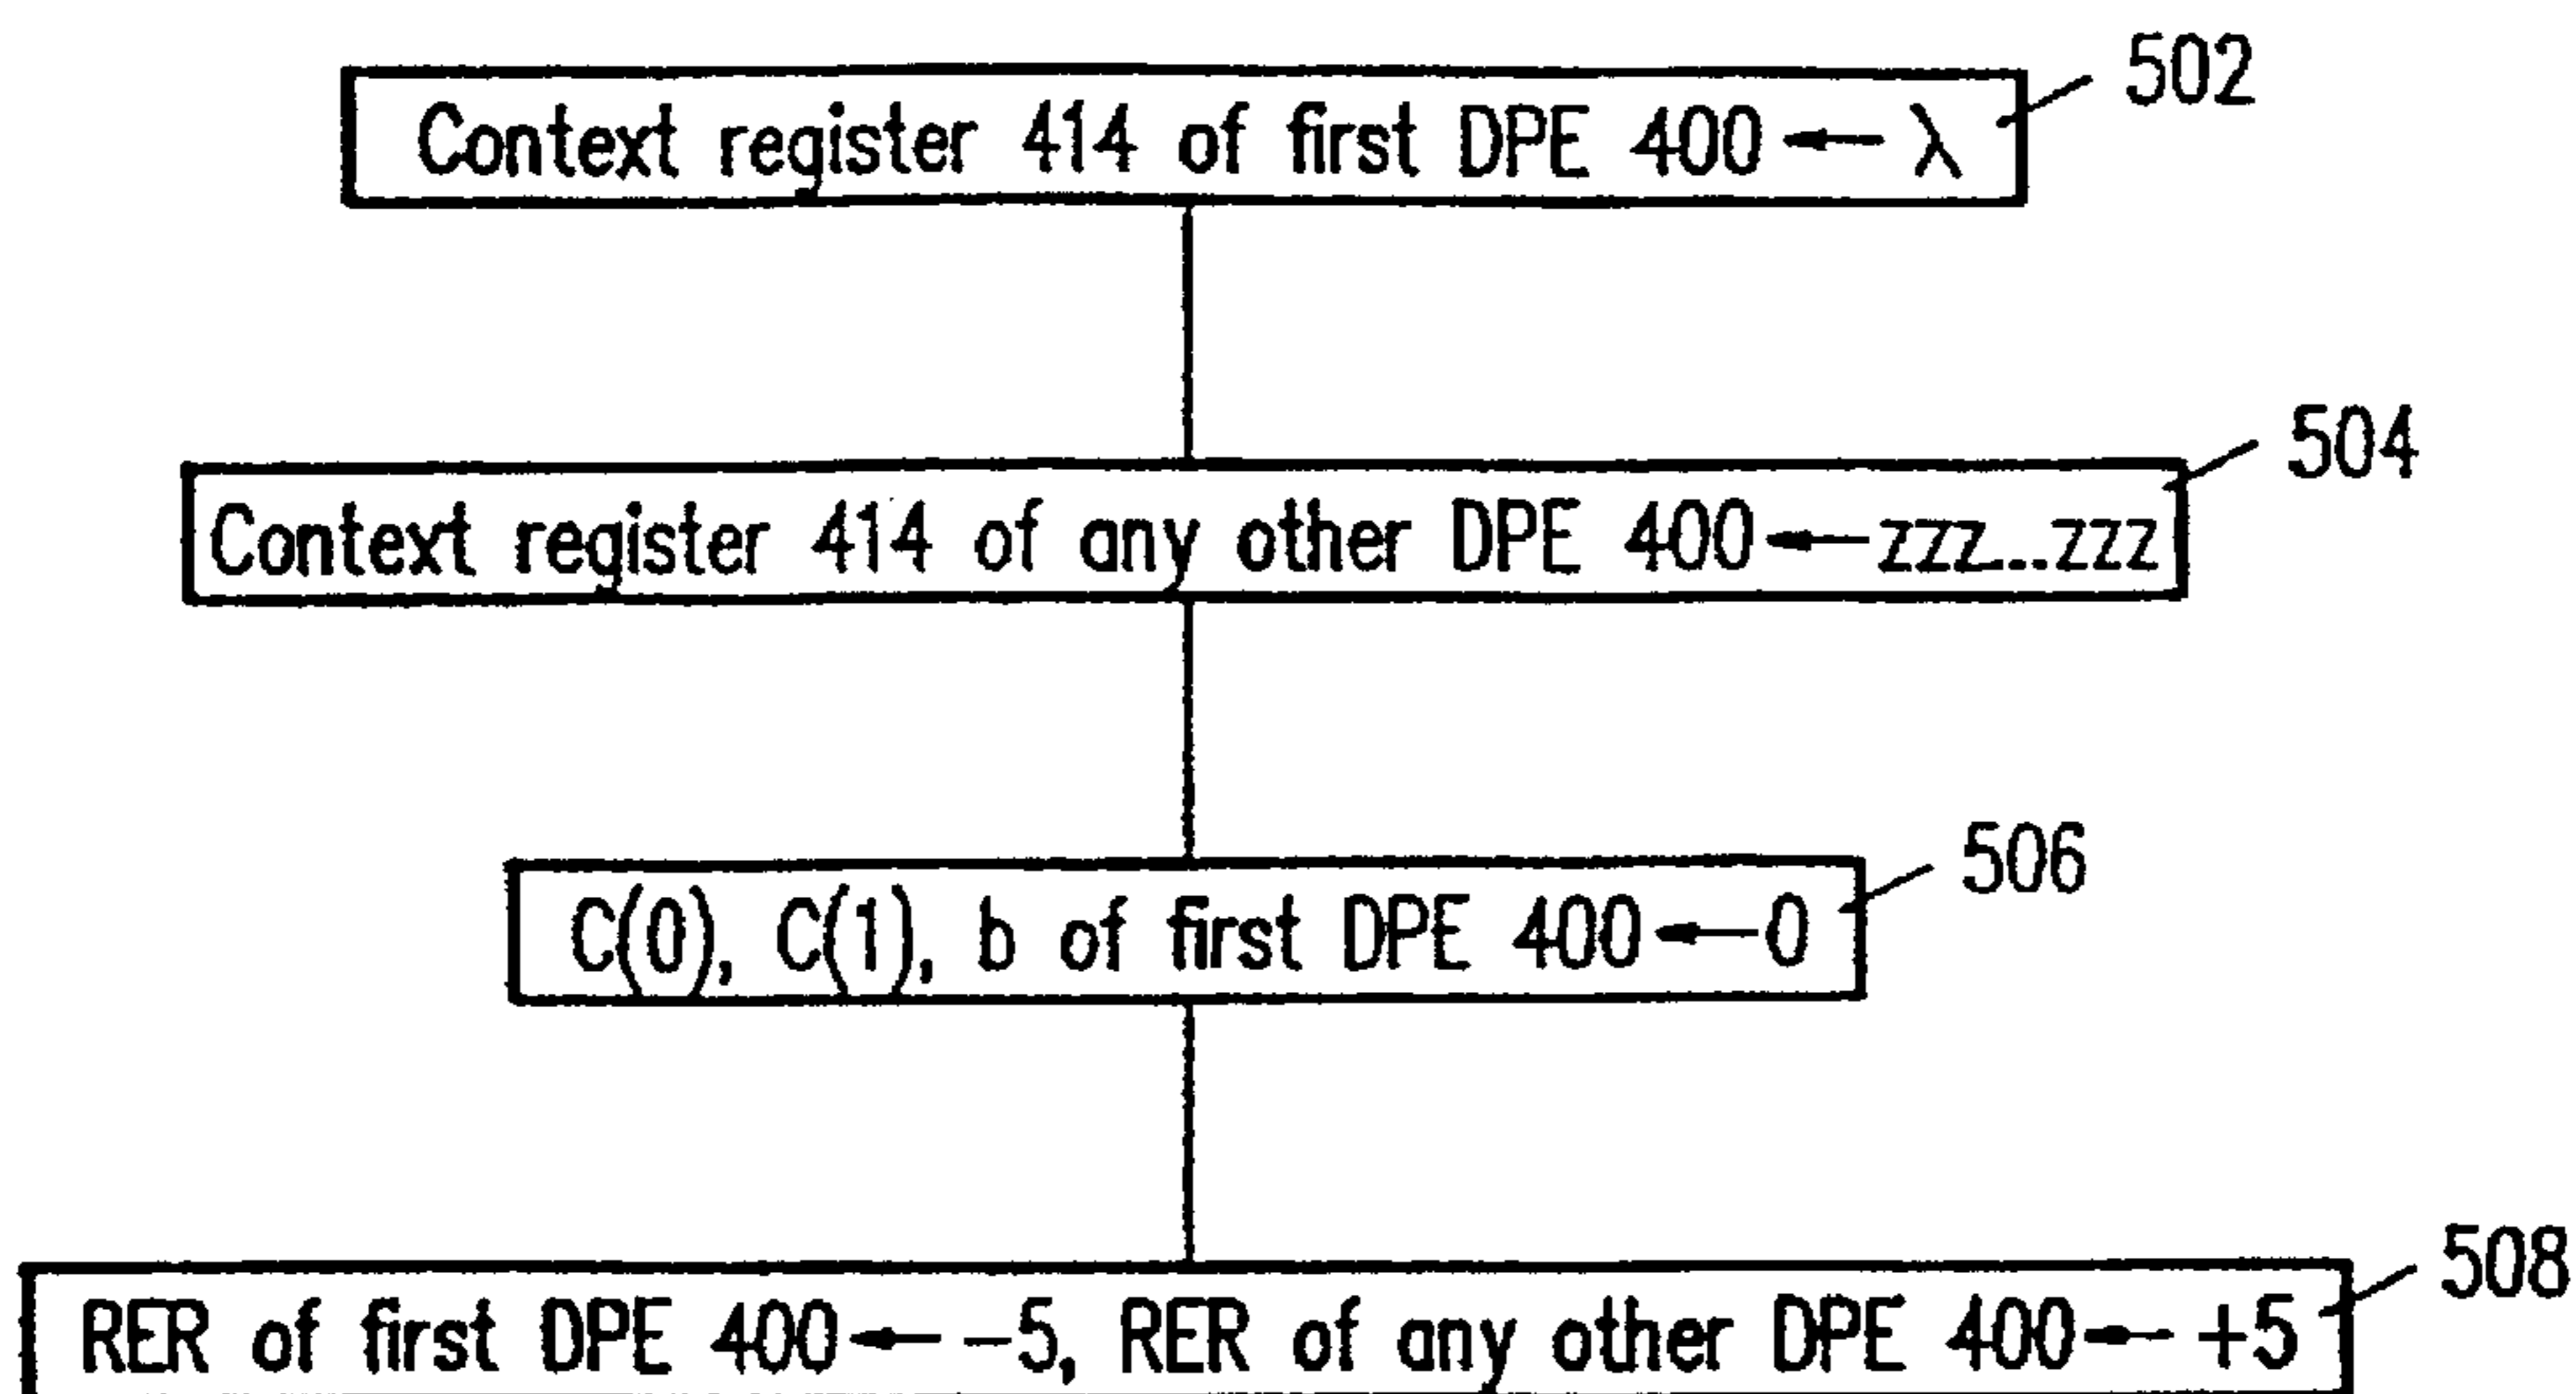 502
Context register 414 of first DPE 400 ← λ
504
Context register 414 of any other DPE 400 ← zzz...zzz
506
C(0), C(1), b of first DPE 400 ← 0
508
RER of first DPE 400 ← -5, RER of any other DPE 400 ← +5